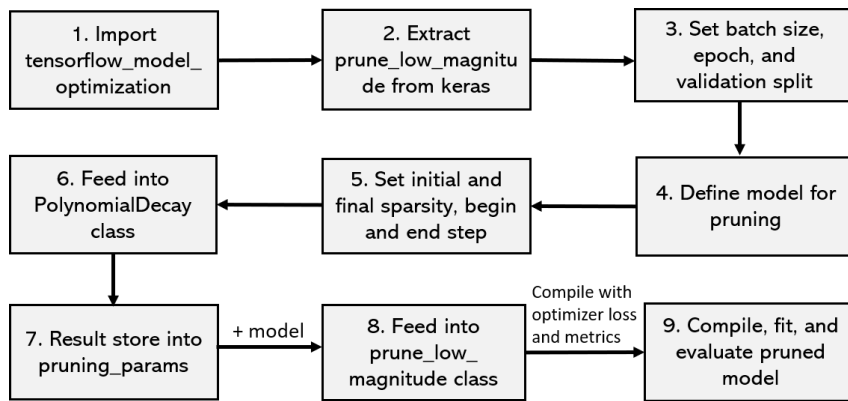 1. Import
tensorflow_model_
optimization
2. Extract
prune_low_magnitu
de from keras
3. Set batch size,
epoch, and
validation split
4. Define model for
pruning
5. Set initial and
final sparsity, begin
and end step
6. Feed into
PolynomialDecay
class
7. Result store into
pruning_params
+ model
8. Feed into
prune_low_
magnitude class
Compile with
optimizer loss
and metrics
9. Compile, fit, and
evaluate pruned
model